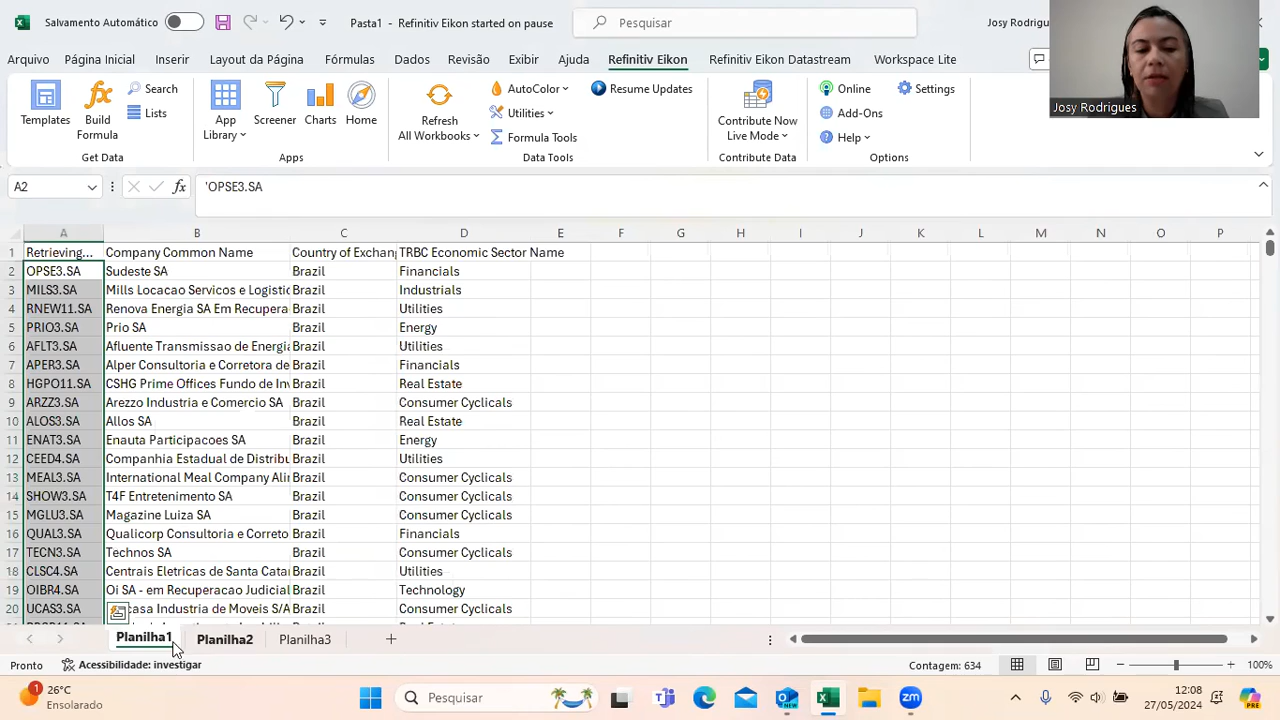 Salvamento Automático
Pasta1 - Refinitiv Eikon started on pause
Pesquisar
Josy Rodrigues
Arquivo Página Inicial Inserir Layout da Página Fórmulas Dados Revisão Exibir Ajuda Refinitiv Eikon Refinitiv Eikon Datastream Workspace Lite
Templates
Build Formula
Search
Lists
Get Data
App Library
Screener
Charts
Home
Apps
Refresh All Workbooks
AutoColor
Utilities
Resume Updates
Formula Tools
Data Tools
Contribute Now Live Mode
Contribute Data
Online
Add-Ons
Help
Settings
Options
Josy Rodrigues
A2 fx 'OPSE3.SA
A B C D E F G H I J K L M N O P
1 Retrieving... Company Common Name Country of Exchan TRBC Economic Sector Name
2 OPSE3.SA Sudeste SA Brazil Financials
3 MILS3.SA Mills Locacao Servicos e Logistic Brazil Industrials
4 RNEW11.SA Renova Energia SA Em Recupera Brazil Utilities
5 PRIO3.SA Prio SA Brazil Energy
6 AFLT3.SA Afluente Transmissao de Energi Brazil Utilities
7 APER3.SA Alper Consultoria e Corretora de Brazil Financials
8 HGPO11.SA CSHG Prime Offices Fundo de In Brazil Real Estate
9 ARZZ3.SA Arezzo Industria e Comercio SA Brazil Consumer Cyclicals
10 ALOS3.SA Allos SA Brazil Real Estate
11 ENAT3.SA Enauta Participacoes SA Brazil Energy
12 CEED4.SA Companhia Estadual de Distribu Brazil Utilities
13 MEAL3.SA International Meal Company Ali Brazil Consumer Cyclicals
14 SHOW3.SA T4F Entretenimento SA Brazil Consumer Cyclicals
15 MGLU3.SA Magazine Luiza SA Brazil Consumer Cyclicals
16 QUAL3.SA Qualicorp Consultoria e Correto Brazil Financials
17 TECN3.SA Technos SA Brazil Consumer Cyclicals
18 CLSC4.SA Centrais Eletricas de Santa Cata Brazil Utilities
19 OIBR4.SA Oi SA - em Recuperacao Judicial Brazil Technology
20 UCAS3.SA casa Industria de Moveis S/A Brazil Consumer Cyclicals
Planilha1 Planilha2 Planilha3
Pronto Acessibilidade: investigar Contagem: 634 100%
1 26°C
Ensolarado
Pesquisar
NEW
zm
12:08
27/05/2024
PRE